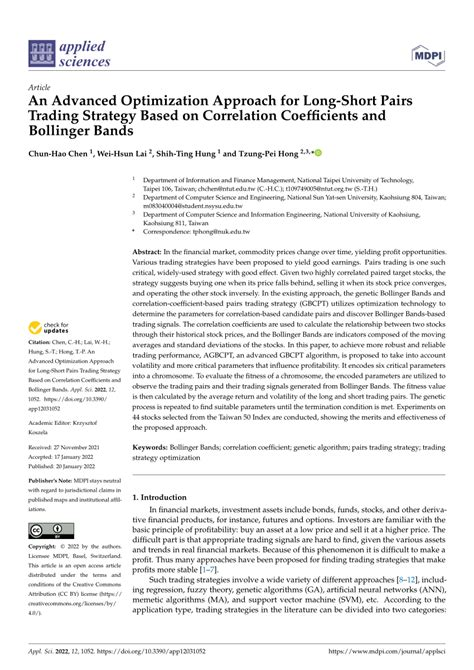 applied
sciences
MDPI
Article
An Advanced Optimization Approach for Long-Short Pairs
Trading Strategy Based on Correlation Coefficients and
Bollinger Bands
Chun-Hao Chen 1, Wei-Hsun Lai 2, Shih-Ting Hung 1 and Tzung-Pei Hong 2,3,*
1 Department of Information and Finance Management, National Taipei University of Technology,
Taipei 106, Taiwan; chchen@ntut.edu.tw (C.-H.C.); t109749005@ntut.org.tw (S.-T.H.)
2 Department of Computer Science and Engineering, National Sun Yat-sen University, Kaohsiung 804, Taiwan;
m083040004@student.nsysu.edu.tw
3 Department of Computer Science and Information Engineering, National University of Kaohsiung,
Kaohsiung 811, Taiwan
* Correspondence: tphong@nuk.edu.tw
Abstract: In the financial market, commodity prices change over time, yielding profit opportunities.
Various trading strategies have been proposed to yield good earnings. Pairs trading is one such
critical, widely-used strategy with good effect. Given two highly correlated paired target stocks, the
strategy suggests buying one when its price falls behind, selling it when its stock price converges,
and operating the other stock inversely. In the existing approach, the genetic Bollinger Bands and
correlation-coefficient-based pairs trading strategy (GBCPT) utilizes optimization technology to
determine the parameters for correlation-based candidate pairs and discover Bollinger Bands-based
trading signals. The correlation coefficients are used to calculate the relationship between two stocks
through their historical stock prices, and the Bollinger Bands are indicators composed of the moving
averages and standard deviations of the stocks. In this paper, to achieve more robust and reliable
trading performance, AGBCPT, an advanced GBCPT algorithm, is proposed to take into account
volatility and more critical parameters that influence profitability. It encodes six critical parameters
into a chromosome. To evaluate the fitness of a chromosome, the encoded parameters are utilized to
observe the trading pairs and their trading signals generated from Bollinger Bands. The fitness value
is then calculated by the average return and volatility of the long and short trading pairs. The genetic
process is repeated to find suitable parameters until the termination condition is met. Experiments on
44 stocks selected from the Taiwan 50 Index are conducted, showing the merits and effectiveness of
the proposed approach.
Keywords: Bollinger Bands; correlation coefficient; genetic algorithm; pairs trading strategy; trading
strategy optimization
check for
updates
Citation: Chen, C.-H.; Lai, W.-H.;
Hung, S.-T.; Hong, T.-P. An
Advanced Optimization Approach
for Long-Short Pairs Trading Strategy
Based on Correlation Coefficients and
Bollinger Bands. Appl. Sci. 2022, 12,
1052. https://doi.org/10.3390/
app12031052
Academic Editor: Krzysztof
Koszela
Received: 27 November 2021
Accepted: 17 January 2022
Published: 20 January 2022
Publisher's Note: MDPI stays neutral
with regard to jurisdictional claims in
published maps and institutional affil-
iations.
CC BY
Copyright: © 2022 by the authors.
Licensee MDPI, Basel, Switzerland.
This article is an open access article
distributed under the terms and
conditions of the Creative Commons
Attribution (CC BY) license (https://
creativecommons.org/licenses/by/
4.0/).
1. Introduction
In financial markets, investment assets include bonds, funds, stocks, and other deriva-
tive financial products, for instance, futures and options. Investors are familiar with the
basic principle of profitability: buy an asset at a low price and sell it at a higher price. The
difficult part is that appropriate trading signals are hard to find, given the various assets
and trends in real financial markets. Because of this phenomenon it is difficult to make a
profit. Thus many approaches have been proposed for finding trading strategies that make
profits more stable [1–7].
Such trading strategies involve a wide variety of different approaches [8–12], includ-
ing regression, fuzzy theory, genetic algorithms (GA), artificial neural networks (ANN),
memetic algorithms (MA), and support vector machine (SVM), etc. According to the
application type, trading strategies in the literature can be divided into two categories:
Appl. Sci. 2022, 12, 1052. https://doi.org/10.3390/app12031052
https://www.mdpi.com/journal/applsci